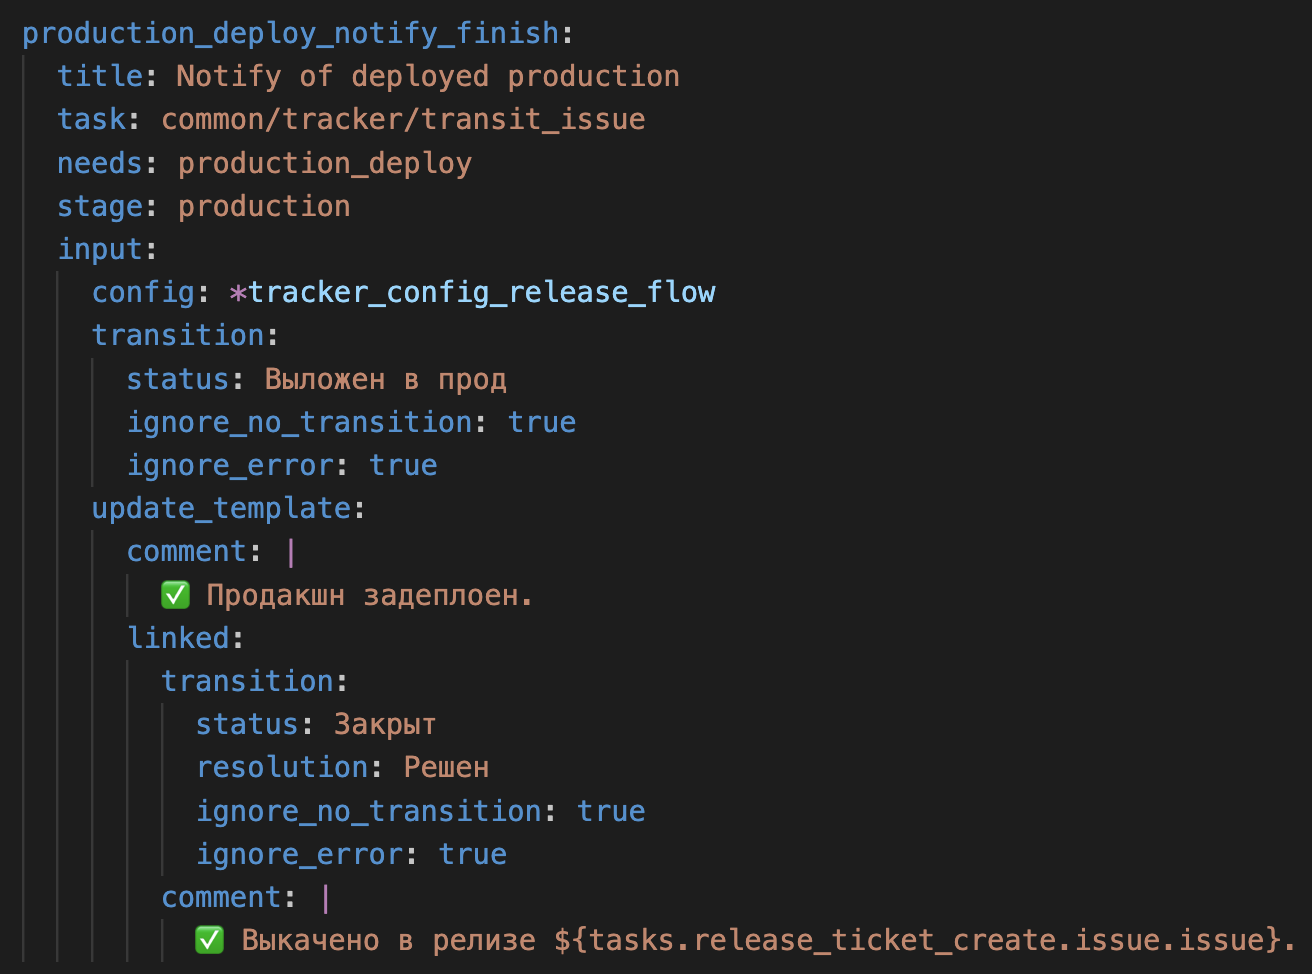 production_deploy_notify_finish:
title: Notify of deployed production
task: common/tracker/transit_issue
needs: production_deploy
stage: production
input:
config: *tracker_config_release_flow
transition:
status: Выложен в прод
ignore_no_transition: true
ignore_error: true
update_template:
comment: |
✅ Продакшн задеплоен.
linked:
transition:
status: Закрыт
resolution: Решен
ignore_no_transition: true
ignore_error: true
comment: |
✅ Выкачено в релизе ${tasks.release_ticket_create.issue.issue}.